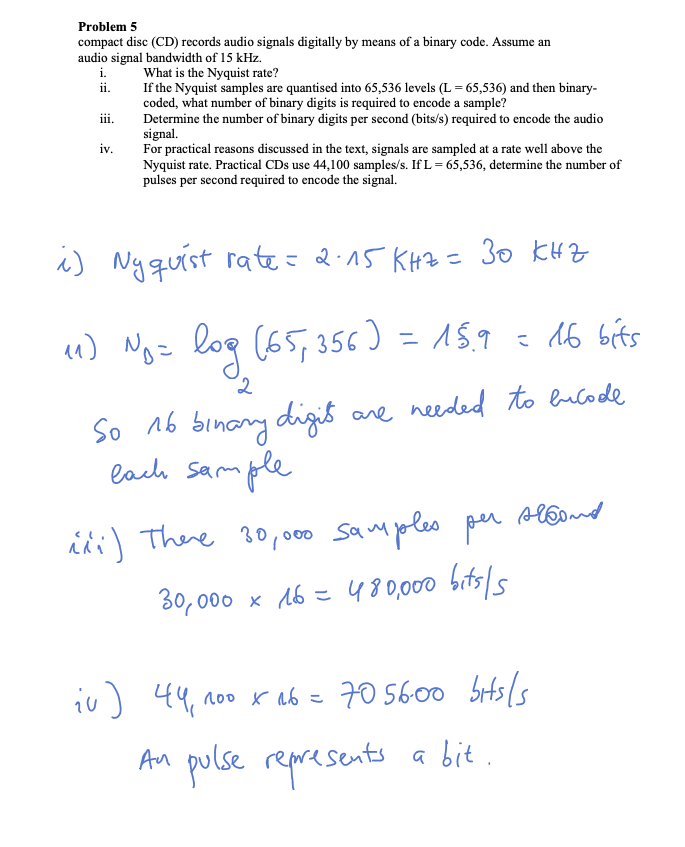 Problem 5
compact disc (CD) records audio signals digitally by means of a binary code. Assume an
audio signal bandwidth of 15 kHz.
i. What is the Nyquist rate?
ii. If the Nyquist samples are quantised into 65,536 levels (L = 65,536) and then binary-
coded, what number of binary digits is required to encode a sample?
iii. Determine the number of binary digits per second (bits/s) required to encode the audio
signal.
iv. For practical reasons discussed in the text, signals are sampled at a rate well above the
Nyquist rate. Practical CDs use 44,100 samples/s. If L = 65,536, determine the number of
pulses per second required to encode the signal.
i) Nyquist rate = 2·15 KHz = 30 KHz
ii) N_D = log_2 (65,356) = 15.9 = 16 bits
So 16 binary digit are needed to encode
each sample
iii) There 30,000 samples per second
30,000 x 16 = 480,000 bits/s
iv) 44,100 x 16 = 705600 bits/s
An pulse represents a bit.